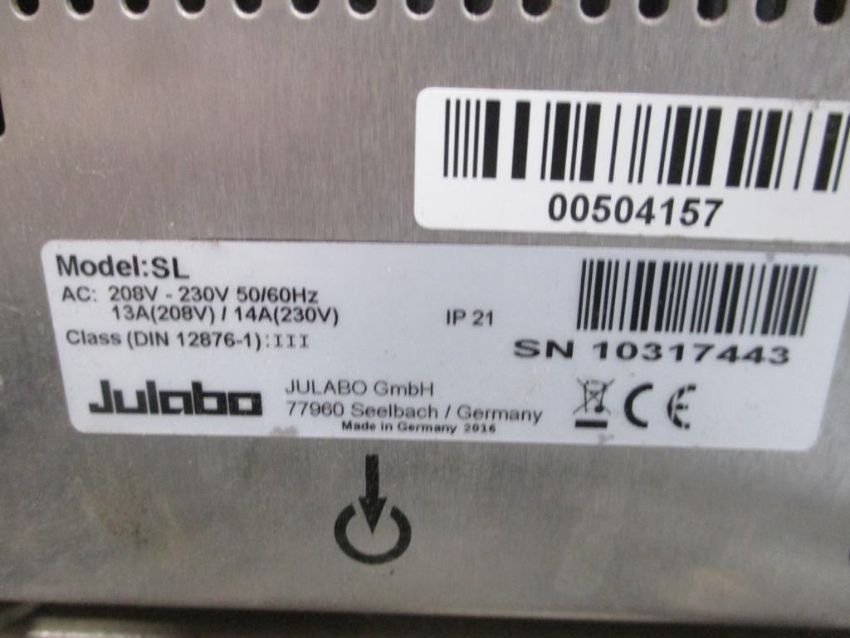 00504157
Model:SL
AC: 208V - 230V 50/60Hz
13A(208V) / 14A(230V)
IP 21
Class (DIN 12876-1):III
SN 10317443
Julabo
JULABO GmbH
77960 Seelbach / Germany
Made in Germany 2016
CE